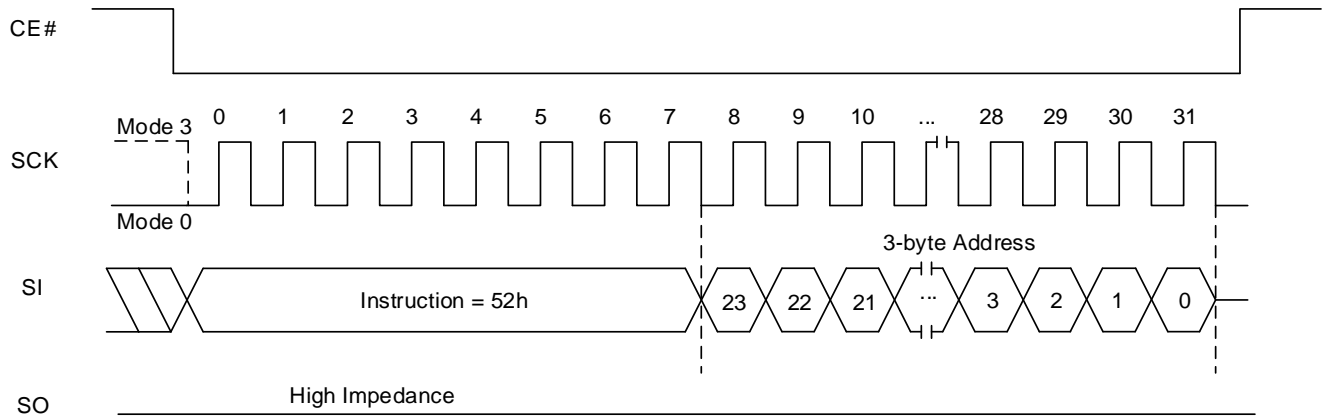 CE#
0 1 2 3 4 5 6 7 8 9 10 ... 28 29 30 31
Mode 3
SCK
Mode 0
3-byte Address
SI
Instruction = 52h
23 22 21 ... 3 2 1 0
High Impedance
SO